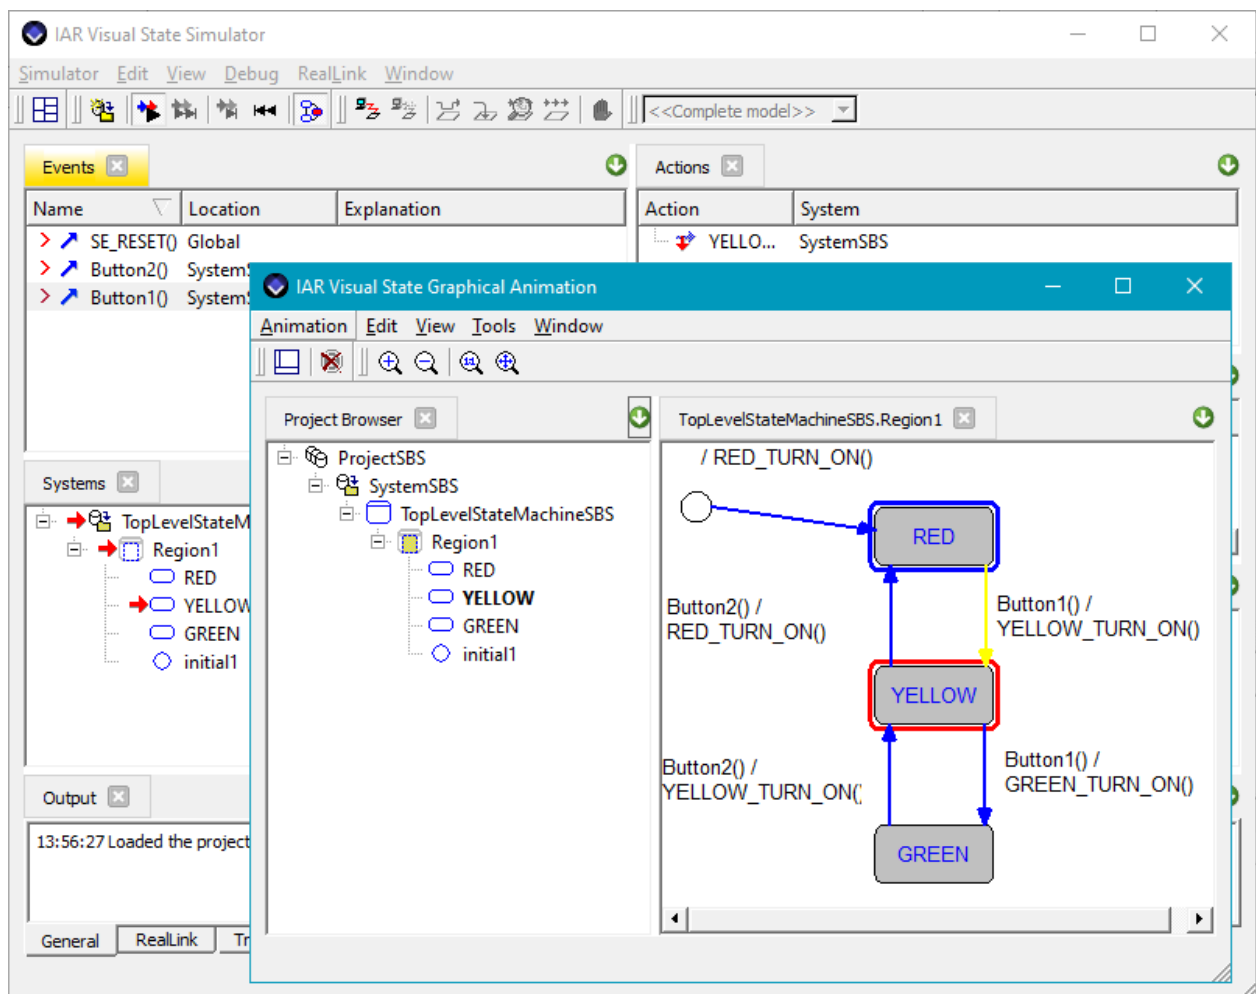 IAR Visual State Simulator
Simulator Edit View Debug RealLink Window
<<Complete model>>
Events
Name Location Explanation
SE_RESET() Global
Button2() SystemS
Button1() SystemS
Actions
Action System
YELLO... SystemSBS
Systems
TopLevelStateM
Region1
RED
YELLOW
GREEN
initial1
Output
13:56:27 Loaded the project
General RealLink Tr
IAR Visual State Graphical Animation
Animation Edit View Tools Window
Project Browser
ProjectSBS
SystemSBS
TopLevelStateMachineSBS
Region1
RED
YELLOW
GREEN
initial1
TopLevelStateMachineSBS.Region1
/ RED_TURN_ON()
RED
Button2() /
RED_TURN_ON()
Button1() /
YELLOW_TURN_ON()
YELLOW
Button2() /
YELLOW_TURN_ON()
Button1() /
GREEN_TURN_ON()
GREEN